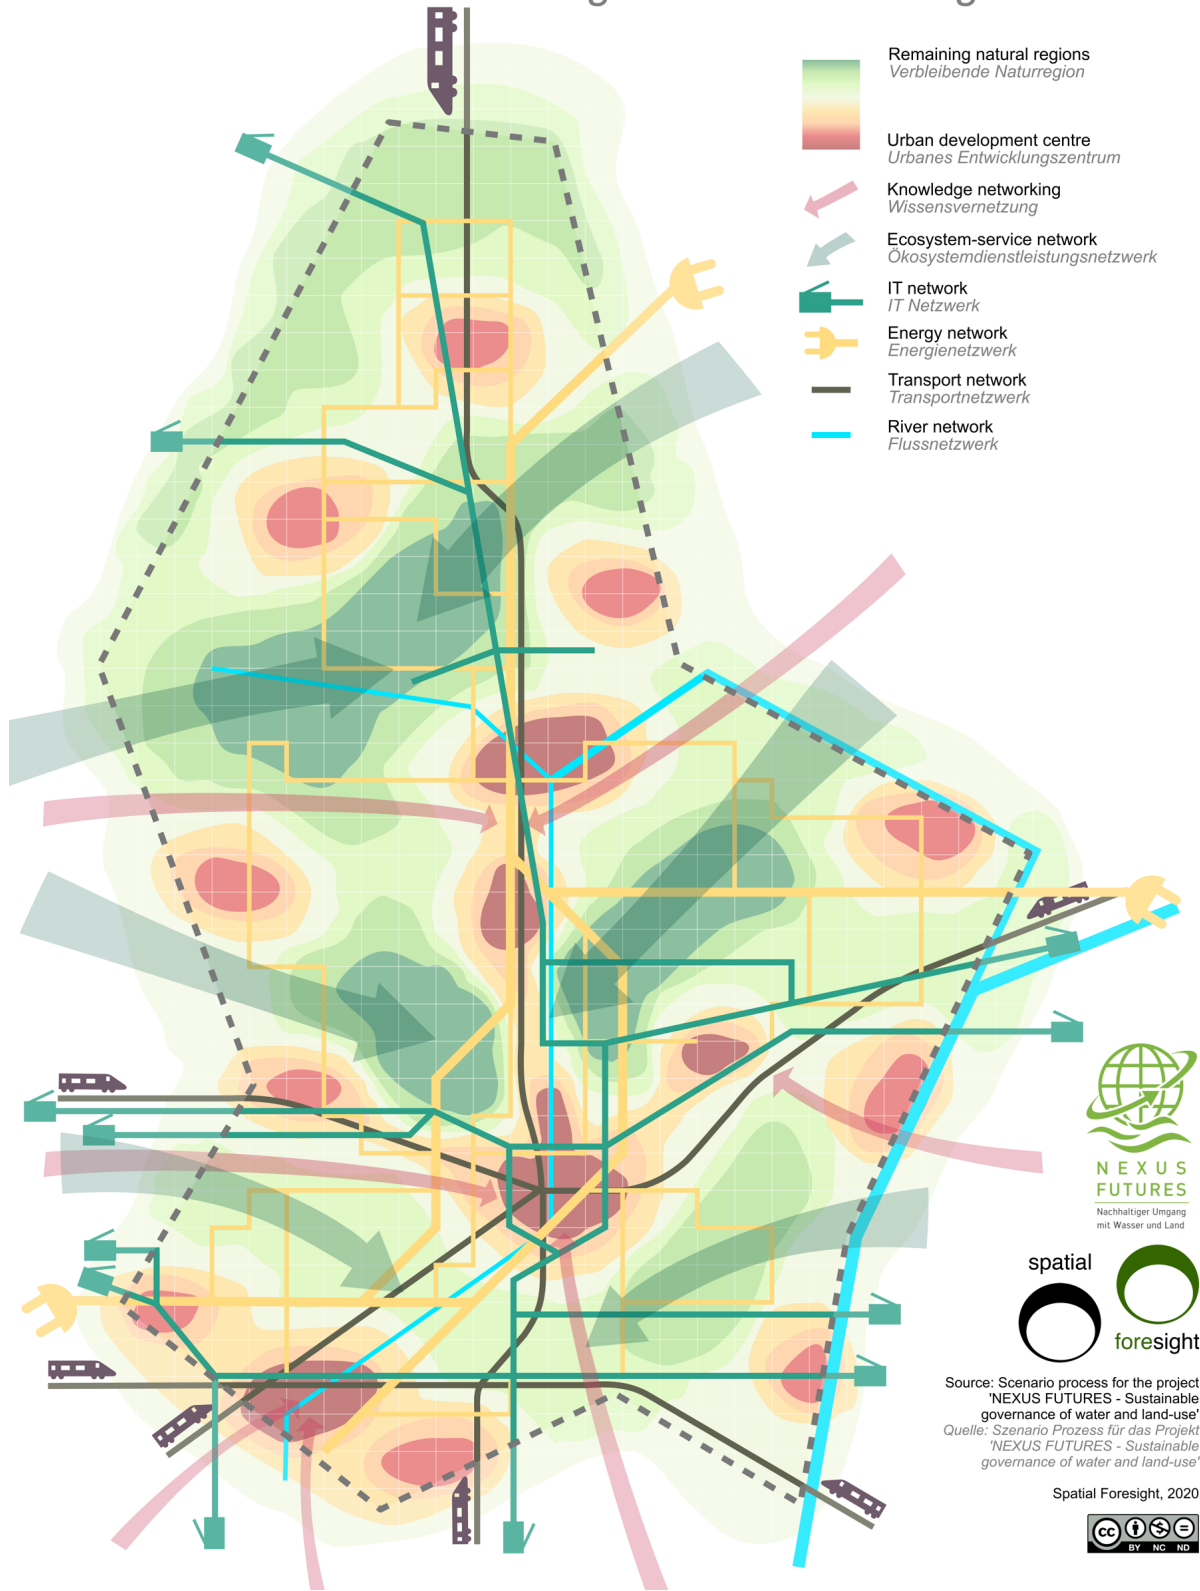 Remaining natural regions
Verbleibende Naturregion
Urban development centre
Urbanes Entwicklungszentrum
Knowledge networking
Wissensvernetzung
Ecosystem-service network
Ökosystemdienstleistungsnetzwerk
IT network
IT Netzwerk
Energy network
Energienetzwerk
Transport network
Transportnetzwerk
River network
Flussnetzwerk
NEXUS
FUTURES
Nachhaltiger Umgang
mit Wasser und Land
spatial
foresight
Source: Scenario process for the project
'NEXUS FUTURES - Sustainable
governance of water and land-use'
Quelle: Szenario Prozess für das Projekt
'NEXUS FUTURES - Sustainable
governance of water and land-use'
Spatial Foresight, 2020
cc
BY NC ND